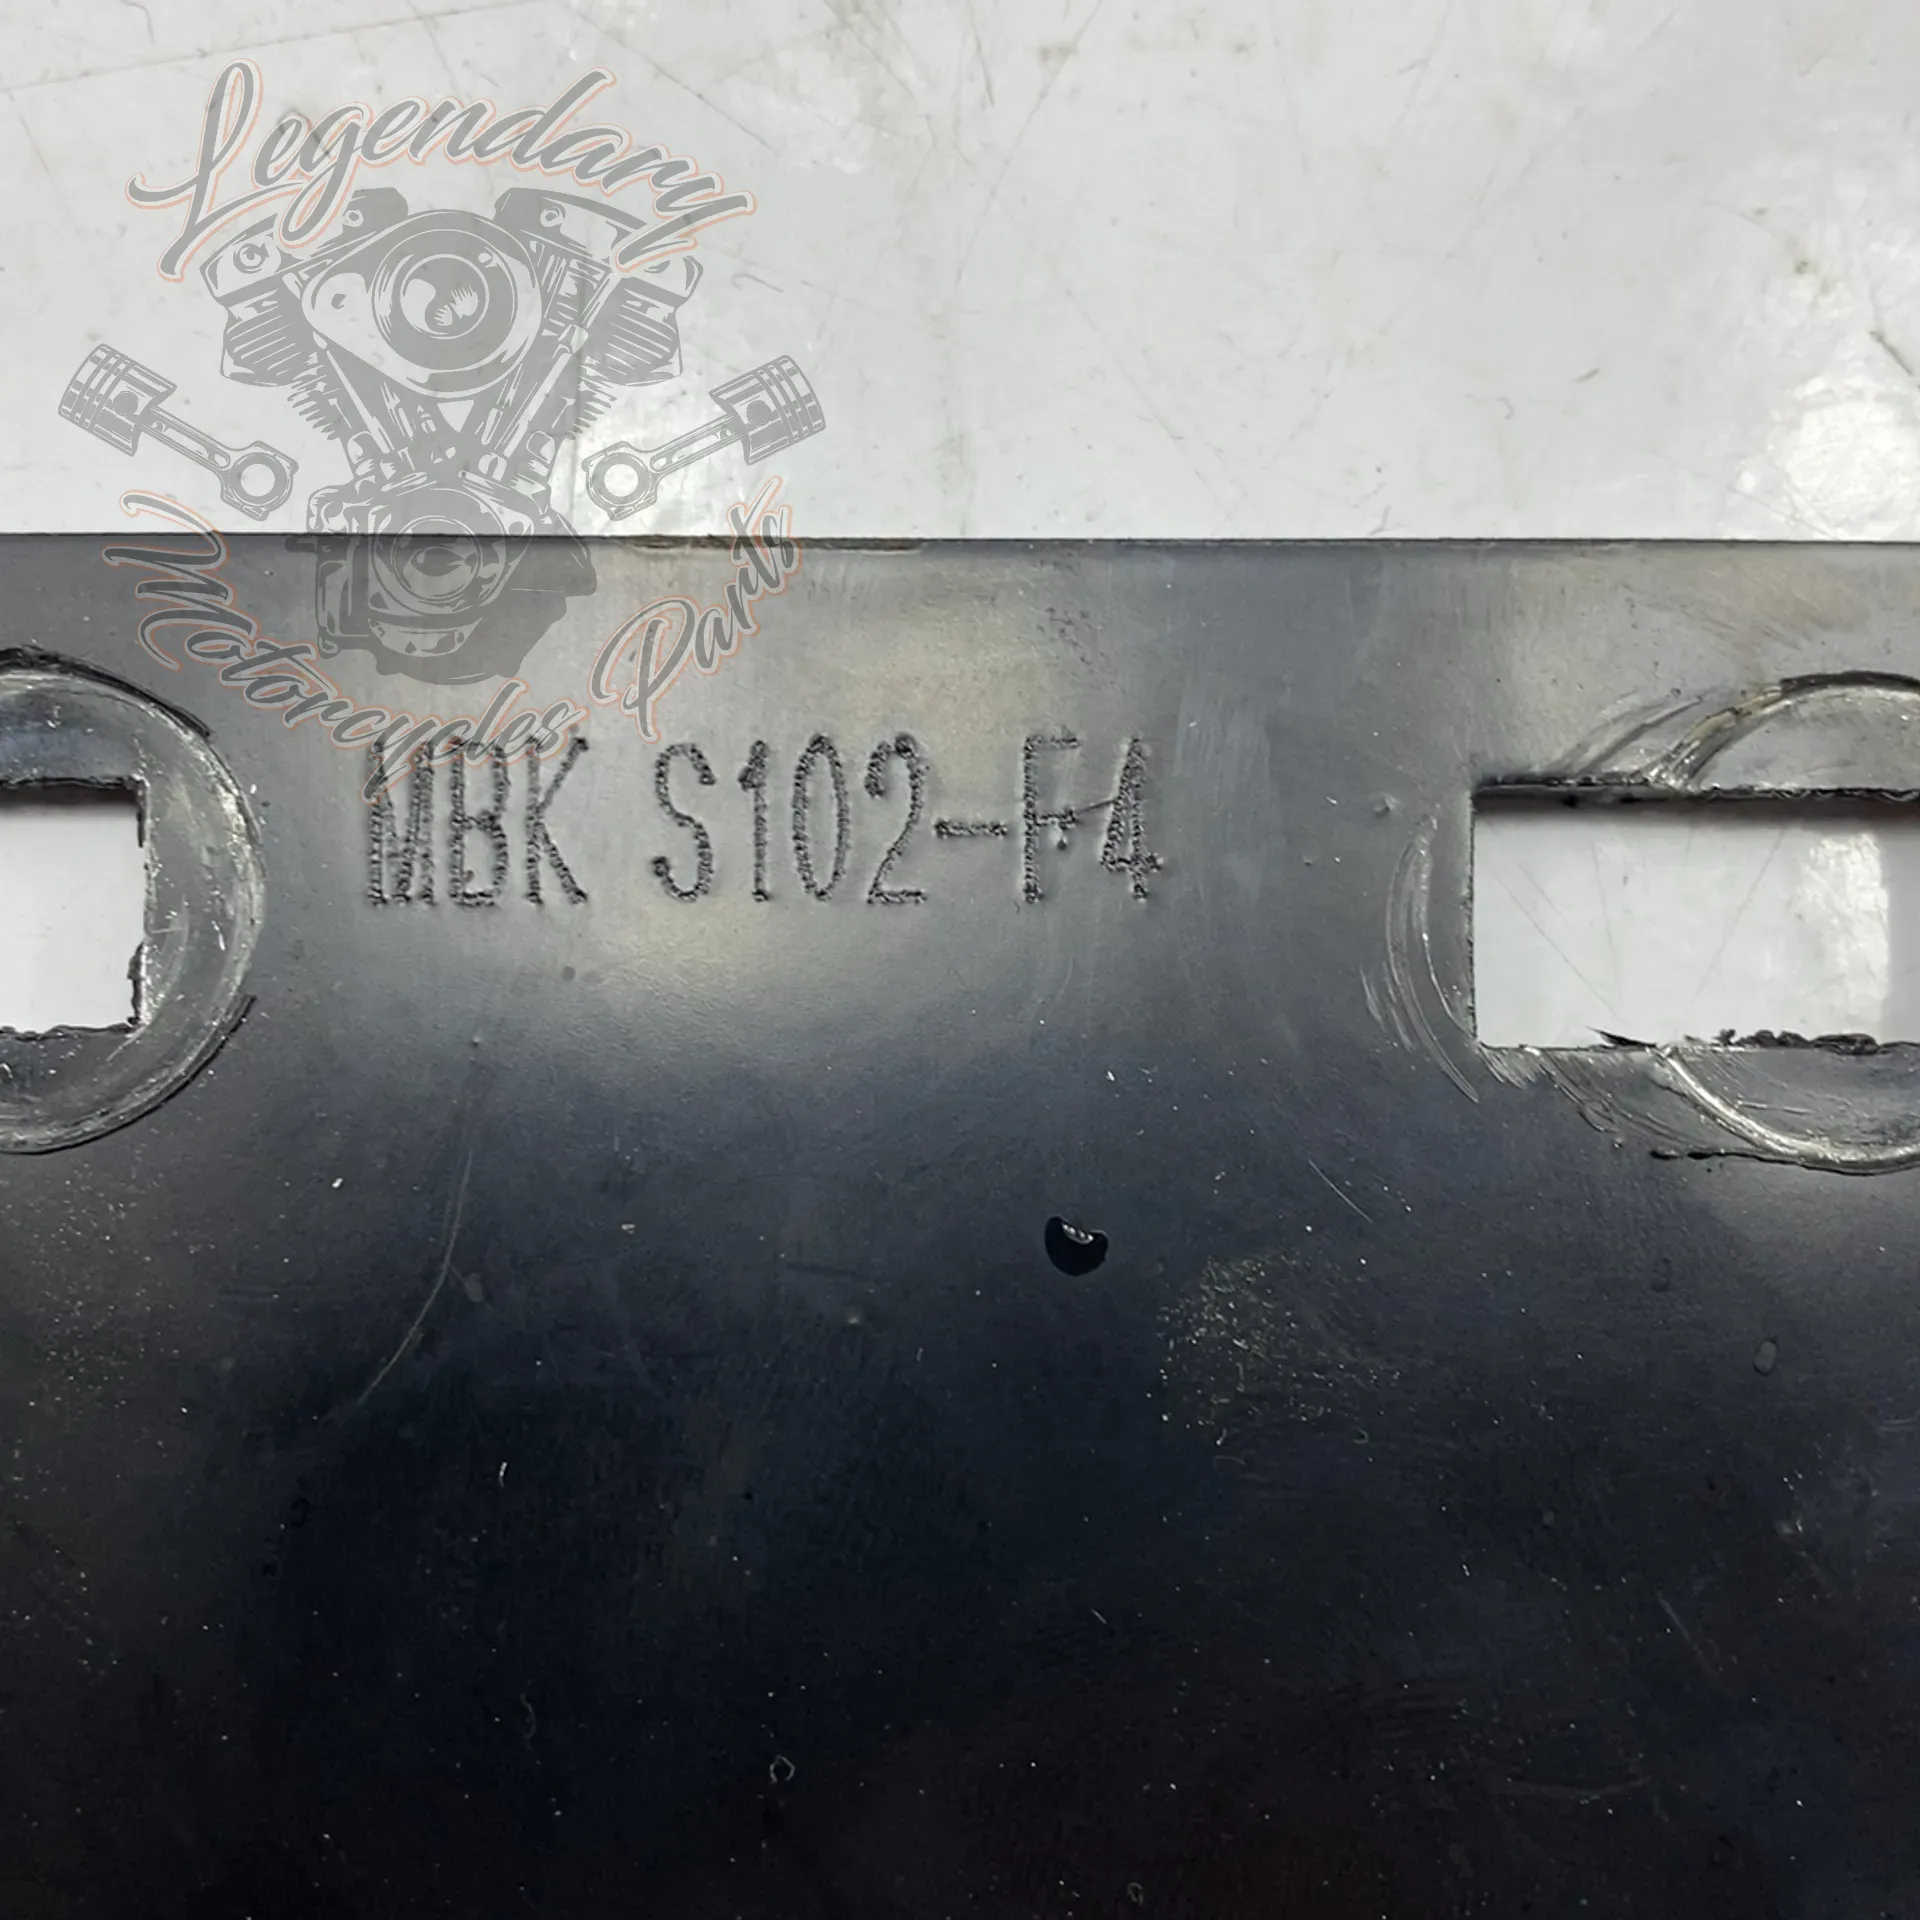 Legendary
Motorcycles Parts
MBK S102-F4